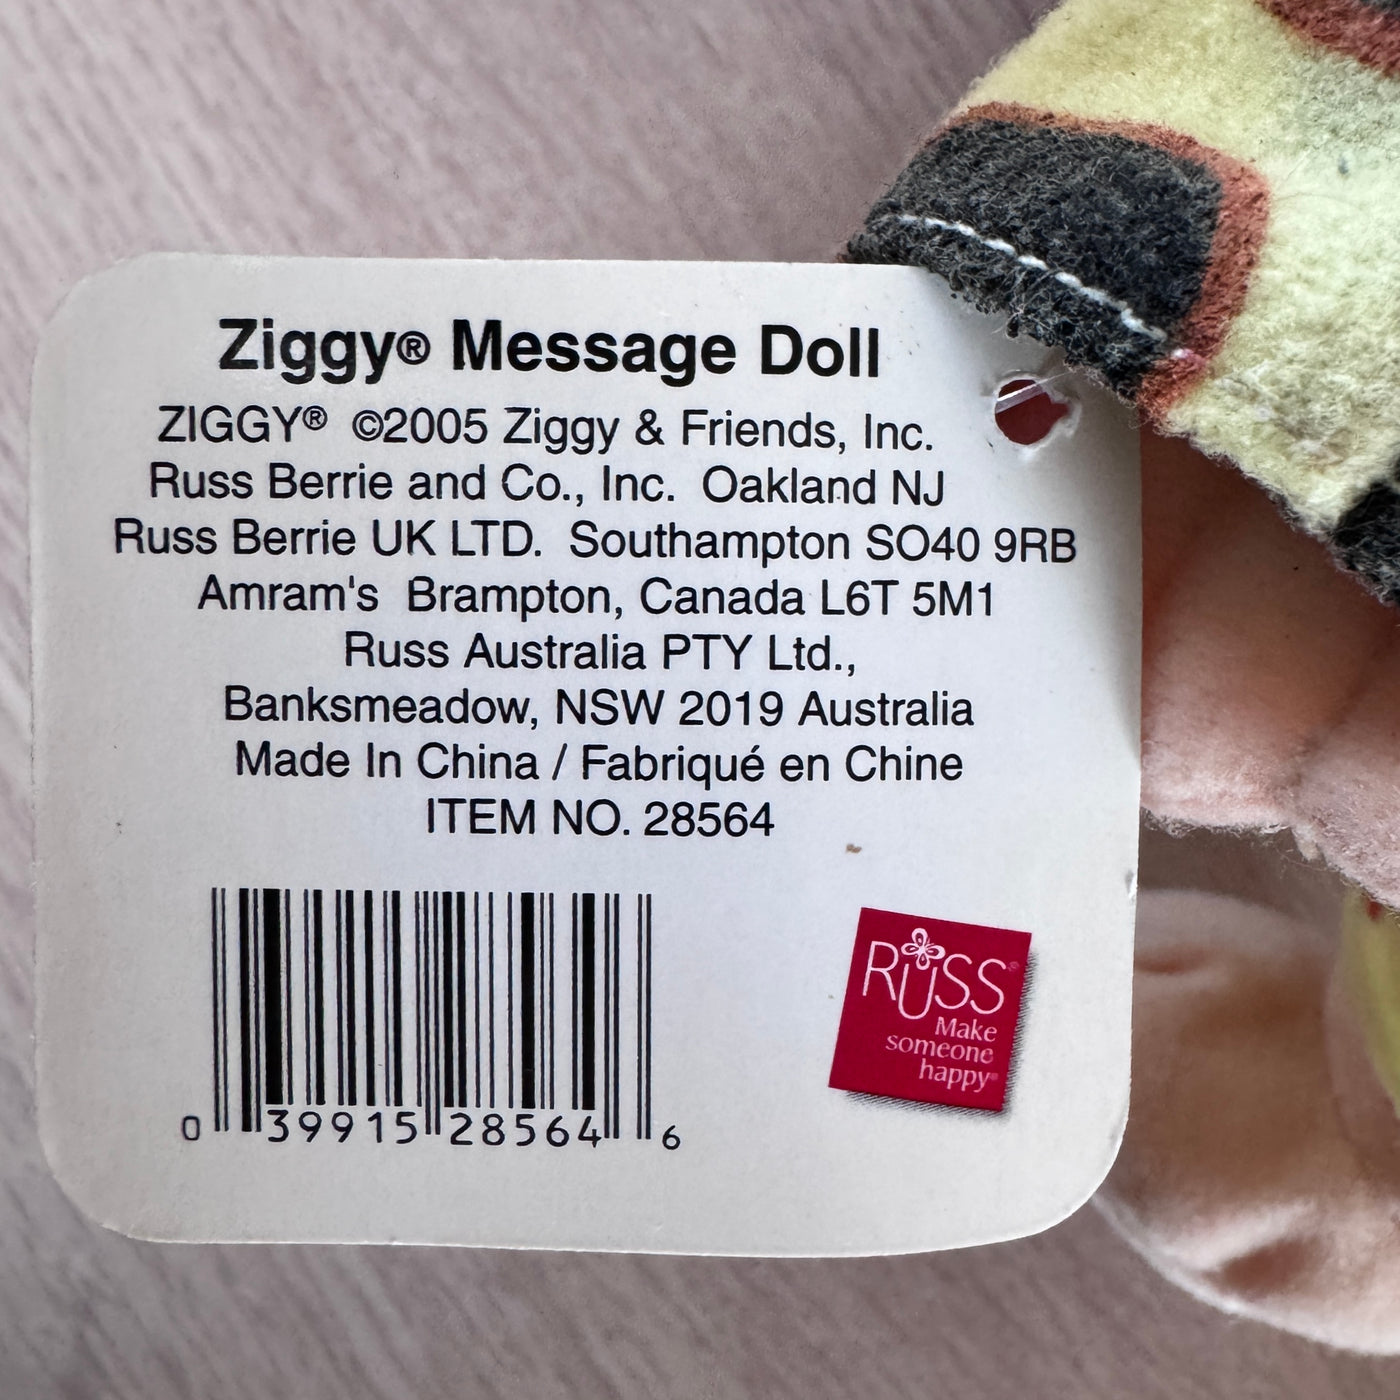 Ziggy® Message Doll
ZIGGY® ©2005 Ziggy & Friends, Inc.
Russ Berrie and Co., Inc. Oakland NJ
Russ Berrie UK LTD. Southampton SO40 9RB
Amram's Brampton, Canada L6T 5M1
Russ Australia PTY Ltd.,
Banksmeadow, NSW 2019 Australia
Made In China / Fabriqué en Chine
ITEM NO. 28564
0 39915 28564 6
RUSS®
Make
someone
happy®